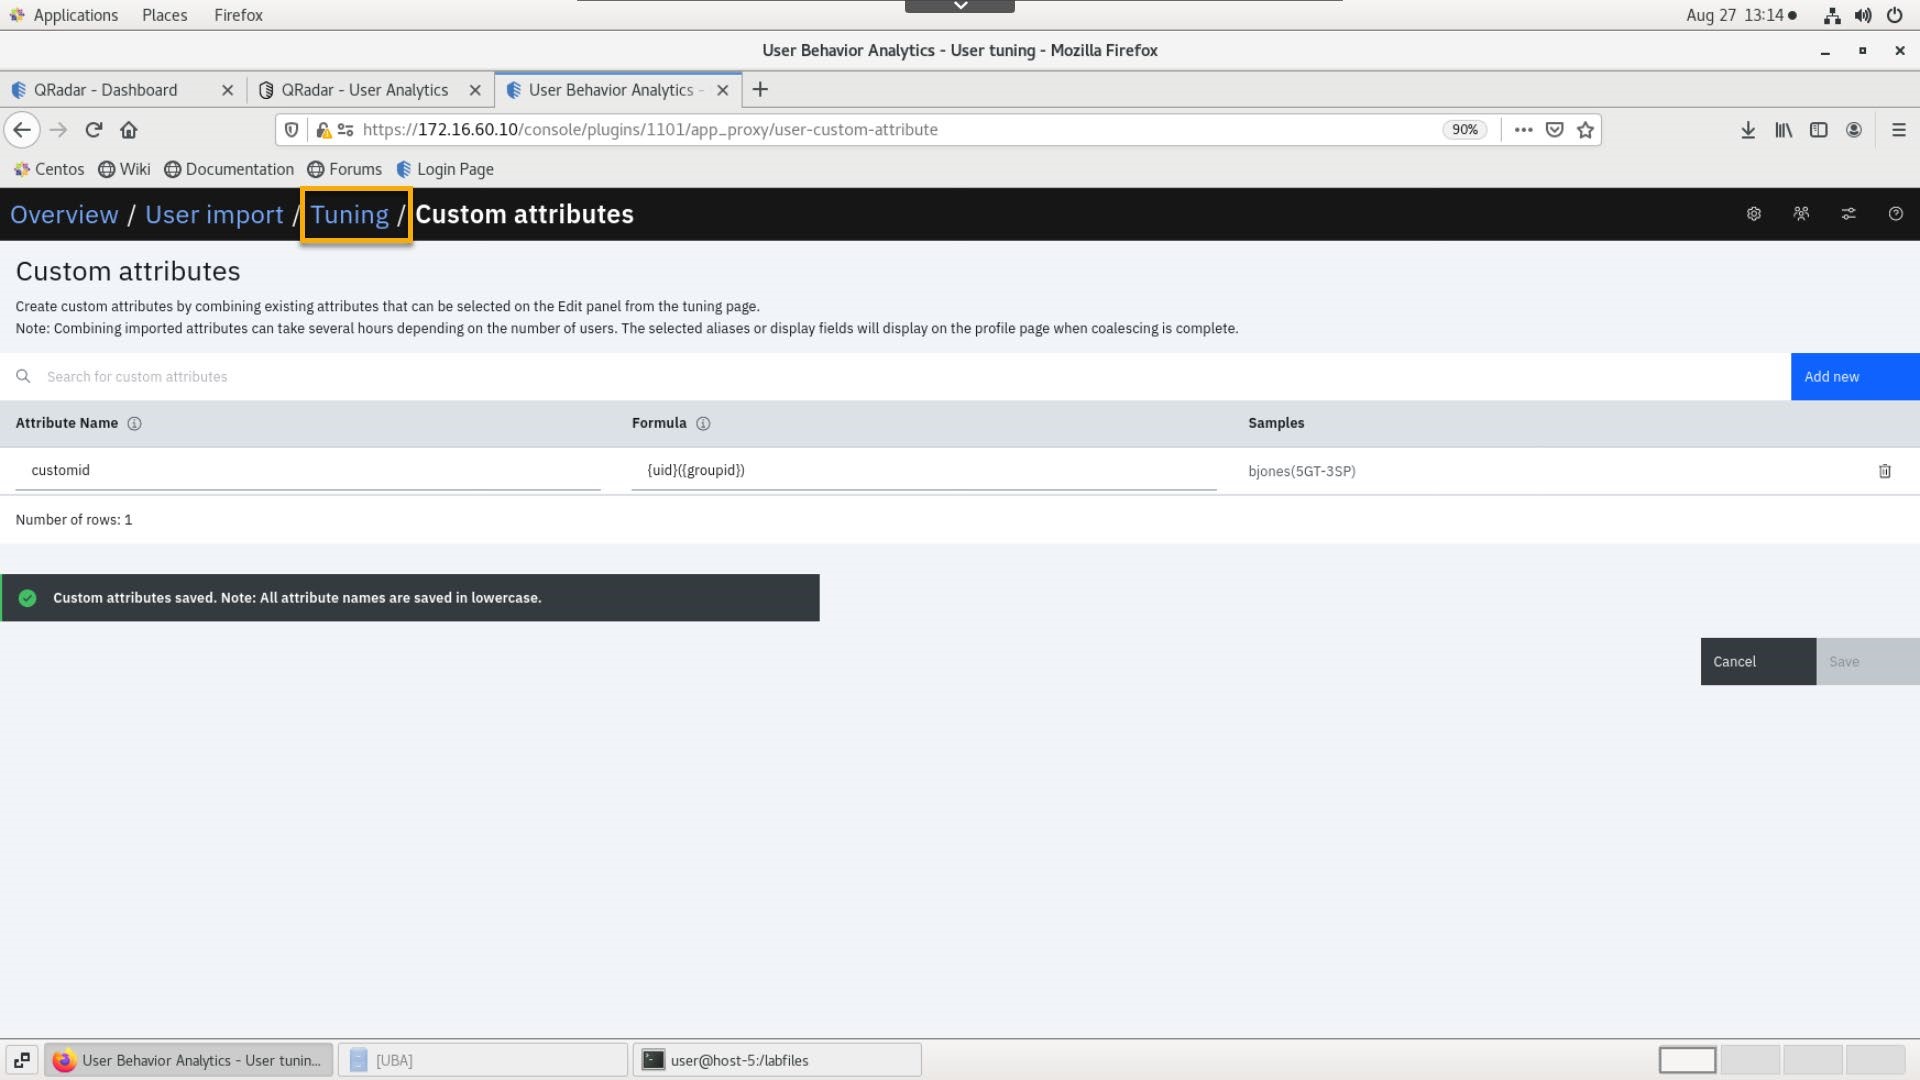 Applications Places Firefox Aug 27 13:14
User Behavior Analytics - User tuning - Mozilla Firefox
QRadar - Dashboard QRadar - User Analytics User Behavior Analytics -
https://172.16.60.10/console/plugins/1101/app_proxy/user-custom-attribute 90%
Centos Wiki Documentation Forums Login Page
Overview / User import / Tuning / Custom attributes
Custom attributes
Create custom attributes by combining existing attributes that can be selected on the Edit panel from the tuning page.
Note: Combining imported attributes can take several hours depending on the number of users. The selected aliases or display fields will display on the profile page when coalescing is complete.
Search for custom attributes Add new
Attribute Name Formula Samples
customid {uid}({groupid}) bjones(5GT-3SP)
Number of rows: 1
Custom attributes saved. Note: All attribute names are saved in lowercase.
Cancel Save
User Behavior Analytics - User tunin... [UBA] user@host-5:/labfiles